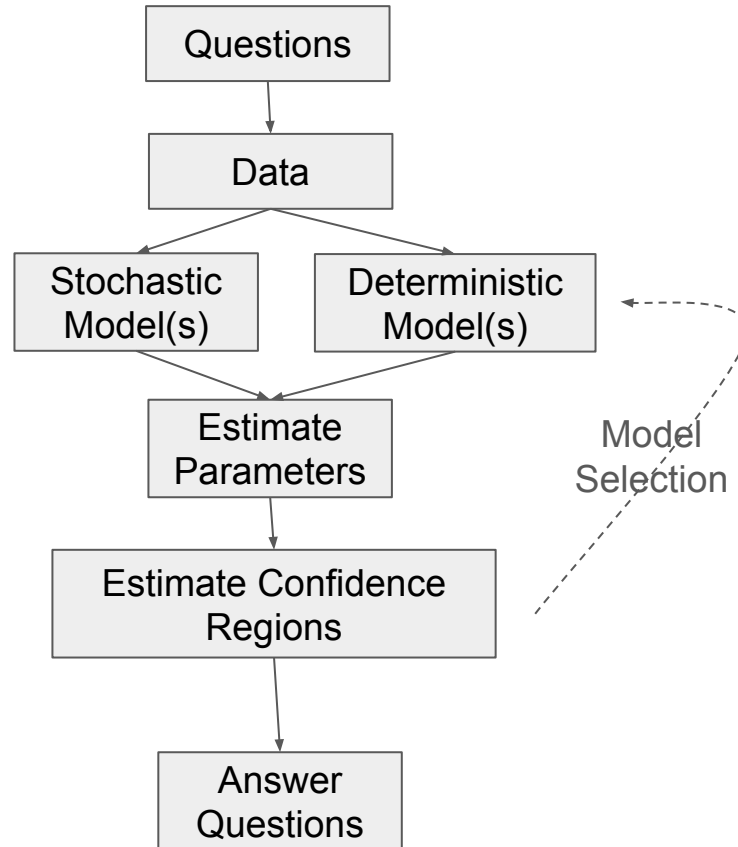 Questions
Data
Stochastic
Model(s)
Deterministic
Model(s)
Estimate
Parameters
Model
Selection
Estimate Confidence
Regions
Answer
Questions